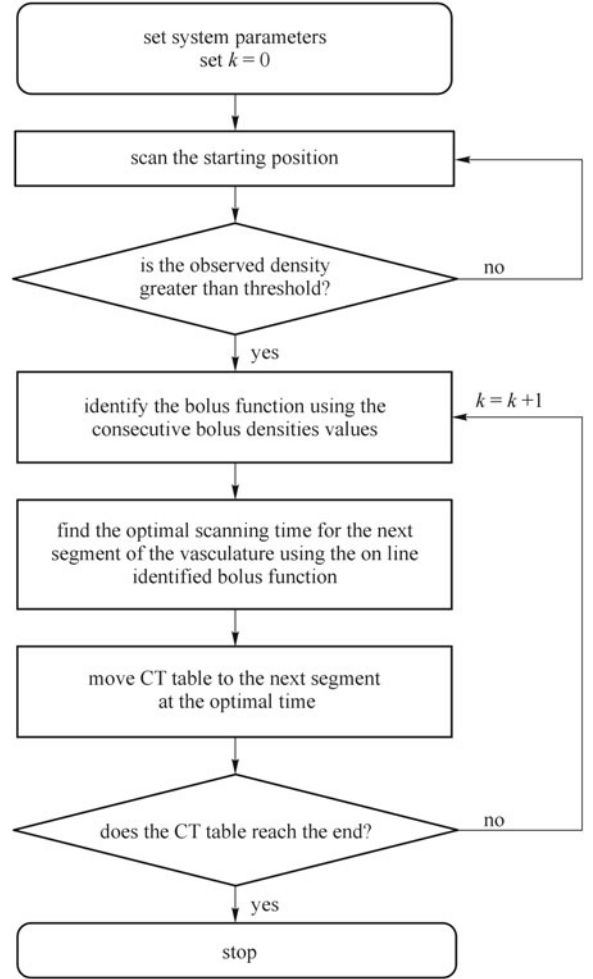 set system parameters
set k = 0
scan the starting position
is the observed density
greater than threshold?
no
yes
identify the bolus function using the
consecutive bolus densities values
k = k +1
find the optimal scanning time for the next
segment of the vasculature using the on line
identified bolus function
move CT table to the next segment
at the optimal time
does the CT table reach the end?
no
yes
stop